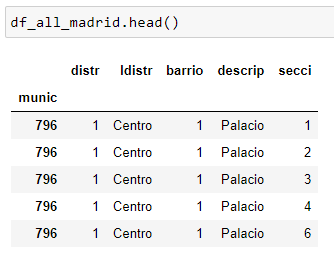 df_all_madrid.head()
distr ldistr barrio descrip secci
munic
796 1 Centro 1 Palacio 1
796 1 Centro 1 Palacio 2
796 1 Centro 1 Palacio 3
796 1 Centro 1 Palacio 4
796 1 Centro 1 Palacio 6